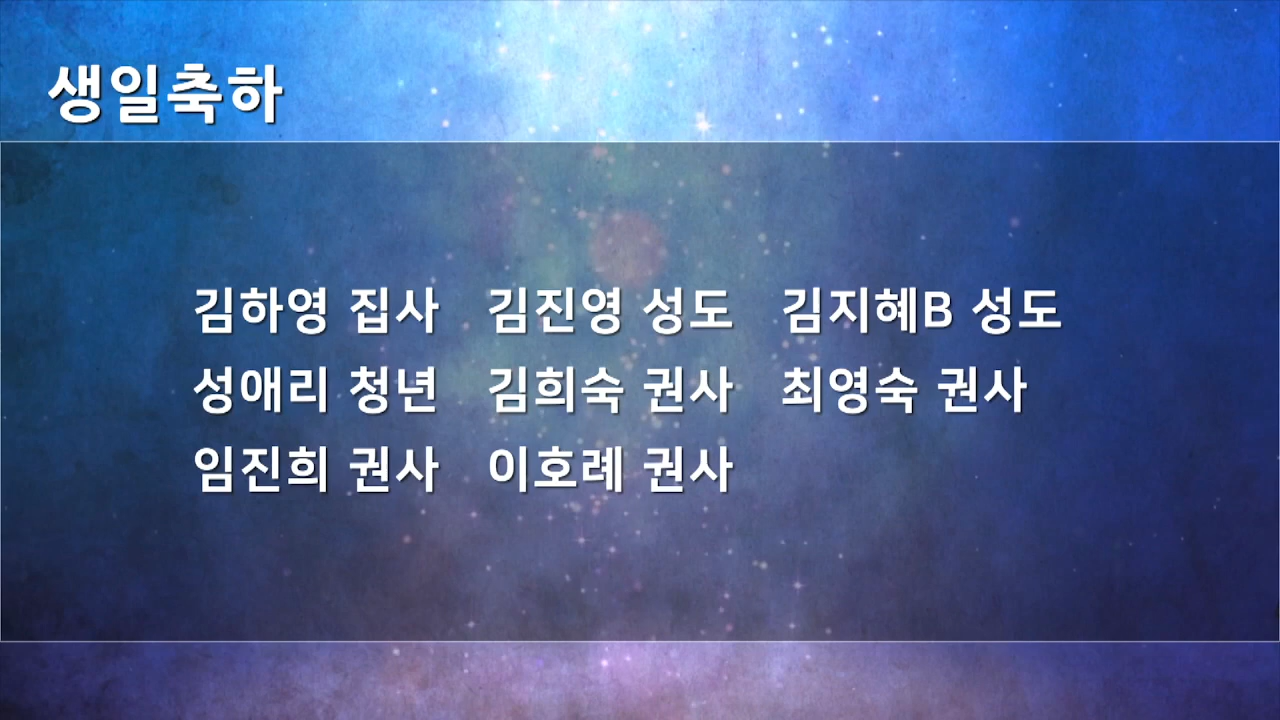 생일축하
김하영 집사 김진영 성도 김지혜B 성도
성애리 청년 김희숙 권사 최영숙 권사
임진희 권사 이호례 권사